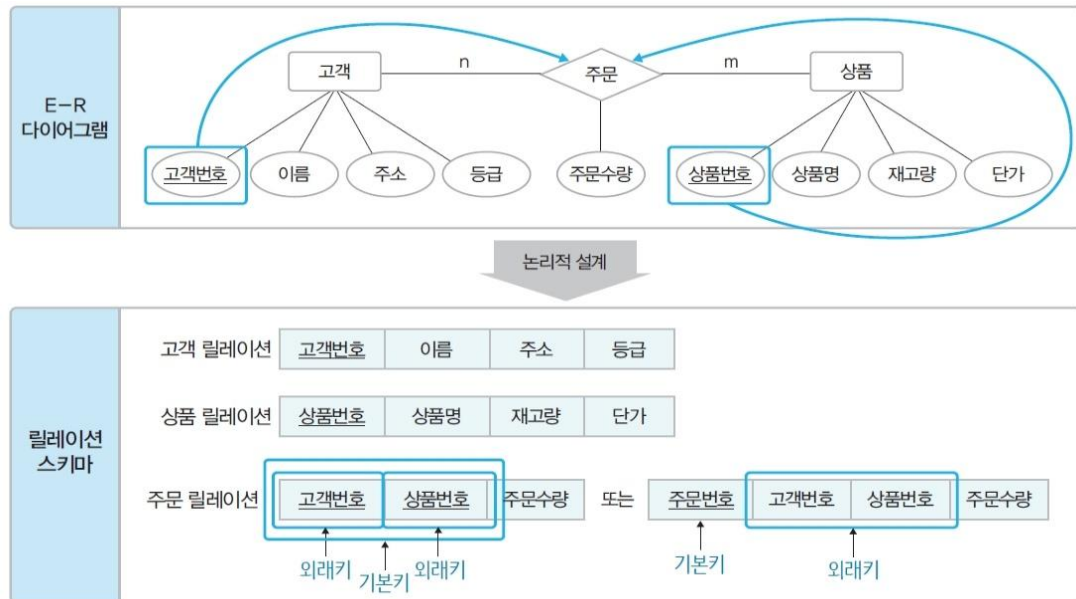 E-R
다이어그램
고객
n
주문
m
상품
고객번호
이름
주소
등급
주문수량
상품번호
상품명
재고량
단가
논리적 설계
릴레이션
스키마
고객 릴레이션
고객번호
이름
주소
등급
상품 릴레이션
상품번호
상품명
재고량
단가
주문 릴레이션
고객번호
상품번호
주문수량
또는
주문번호
고객번호
상품번호
주문수량
외래키
기본키
외래키
기본키
외래키